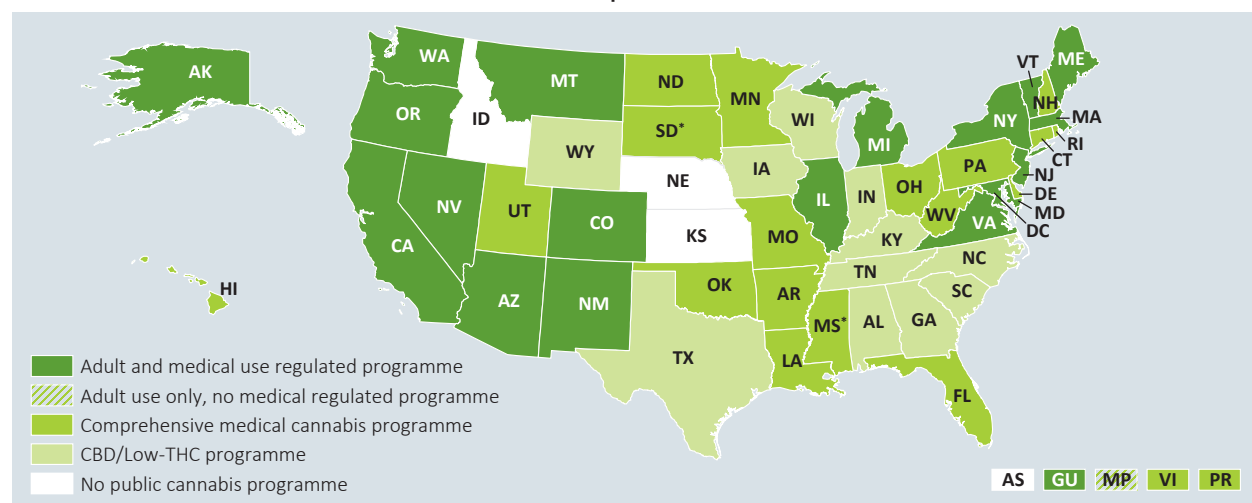 AK
WA
MT
ND
MN
VT
ME
OR
ID
SD*
WI
NH
NY
MA
WY
MI
RI
CT
IA
PA
NE
NJ
NV
UT
CO
IL
IN
OH
DE
WV
MD
VA
DC
CA
KS
MO
KY
NC
TN
HI
AZ
NM
OK
AR
SC
MS*
AL
GA
TX
LA
FL
Adult and medical use regulated programme
Adult use only, no medical regulated programme
Comprehensive medical cannabis programme
CBD/Low-THC programme
No public cannabis programme
AS GU MP VI PR